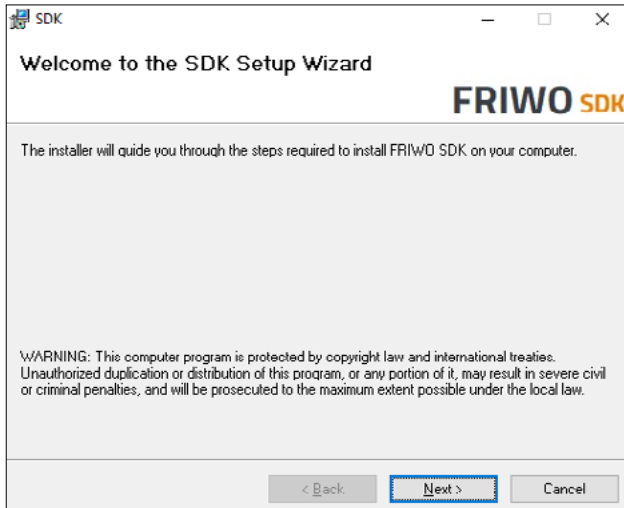 SDK
Welcome to the SDK Setup Wizard
FRIWO SDK
The installer will guide you through the steps required to install FRIWO SDK on your computer.
WARNING: This computer program is protected by copyright law and international treaties.
Unauthorized duplication or distribution of this program, or any portion of it, may result in severe civil
or criminal penalties, and will be prosecuted to the maximum extent possible under the local law.
< Back
Next >
Cancel